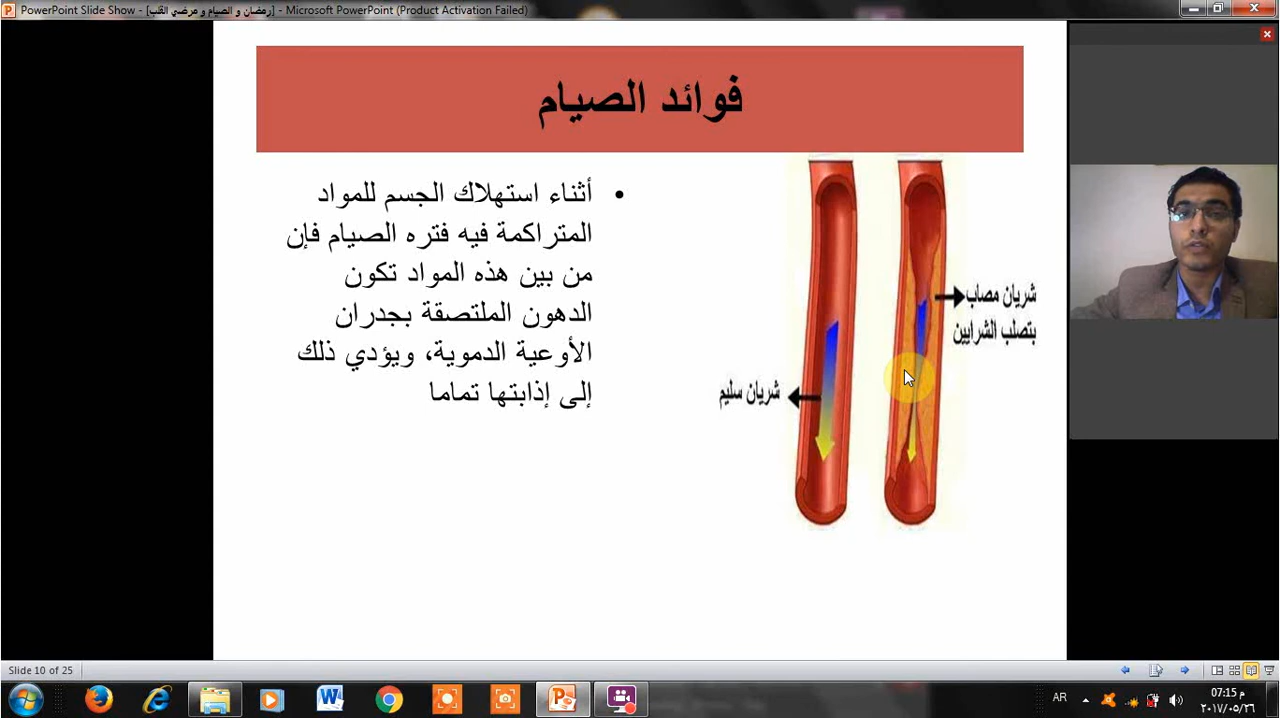 PowerPoint Slide Show - [رمضان و الصيام و مرضي القلب] - Microsoft PowerPoint (Product Activation Failed)
فوائد الصيام
• أثناء استهلاك الجسم للمواد
المتراكمة فيه فتره الصيام فإن
من بين هذه المواد تكون
الدهون الملتصقة بجدران
الأوعية الدموية، ويؤدي ذلك
إلى إذابتها تماما
شريان مصاب
بتصلب الشرايين
شريان سليم
Slide 10 of 25
AR
07:15 م
٢٠١٧/٠٥/٢٦